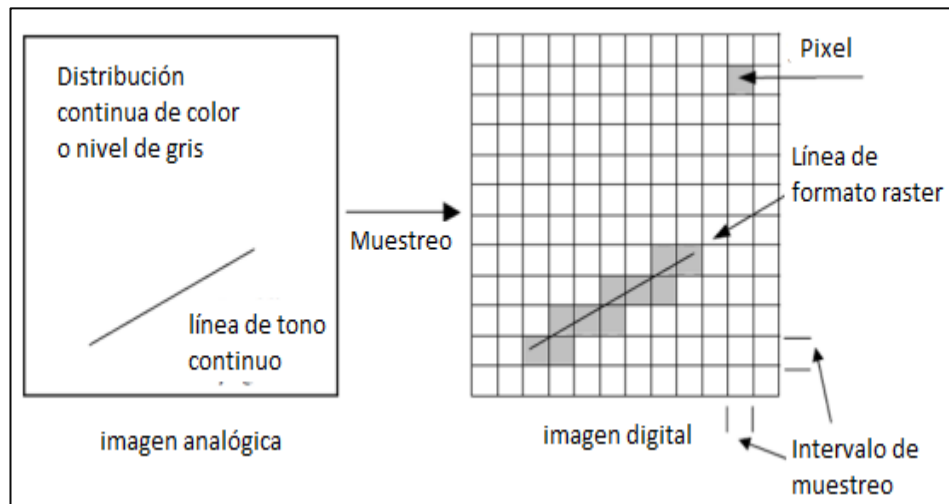 Distribución
continua de color
o nivel de gris
línea de tono
continuo
imagen analógica
Muestreo
Pixel
Línea de
formato raster
imagen digital
Intervalo de
muestreo